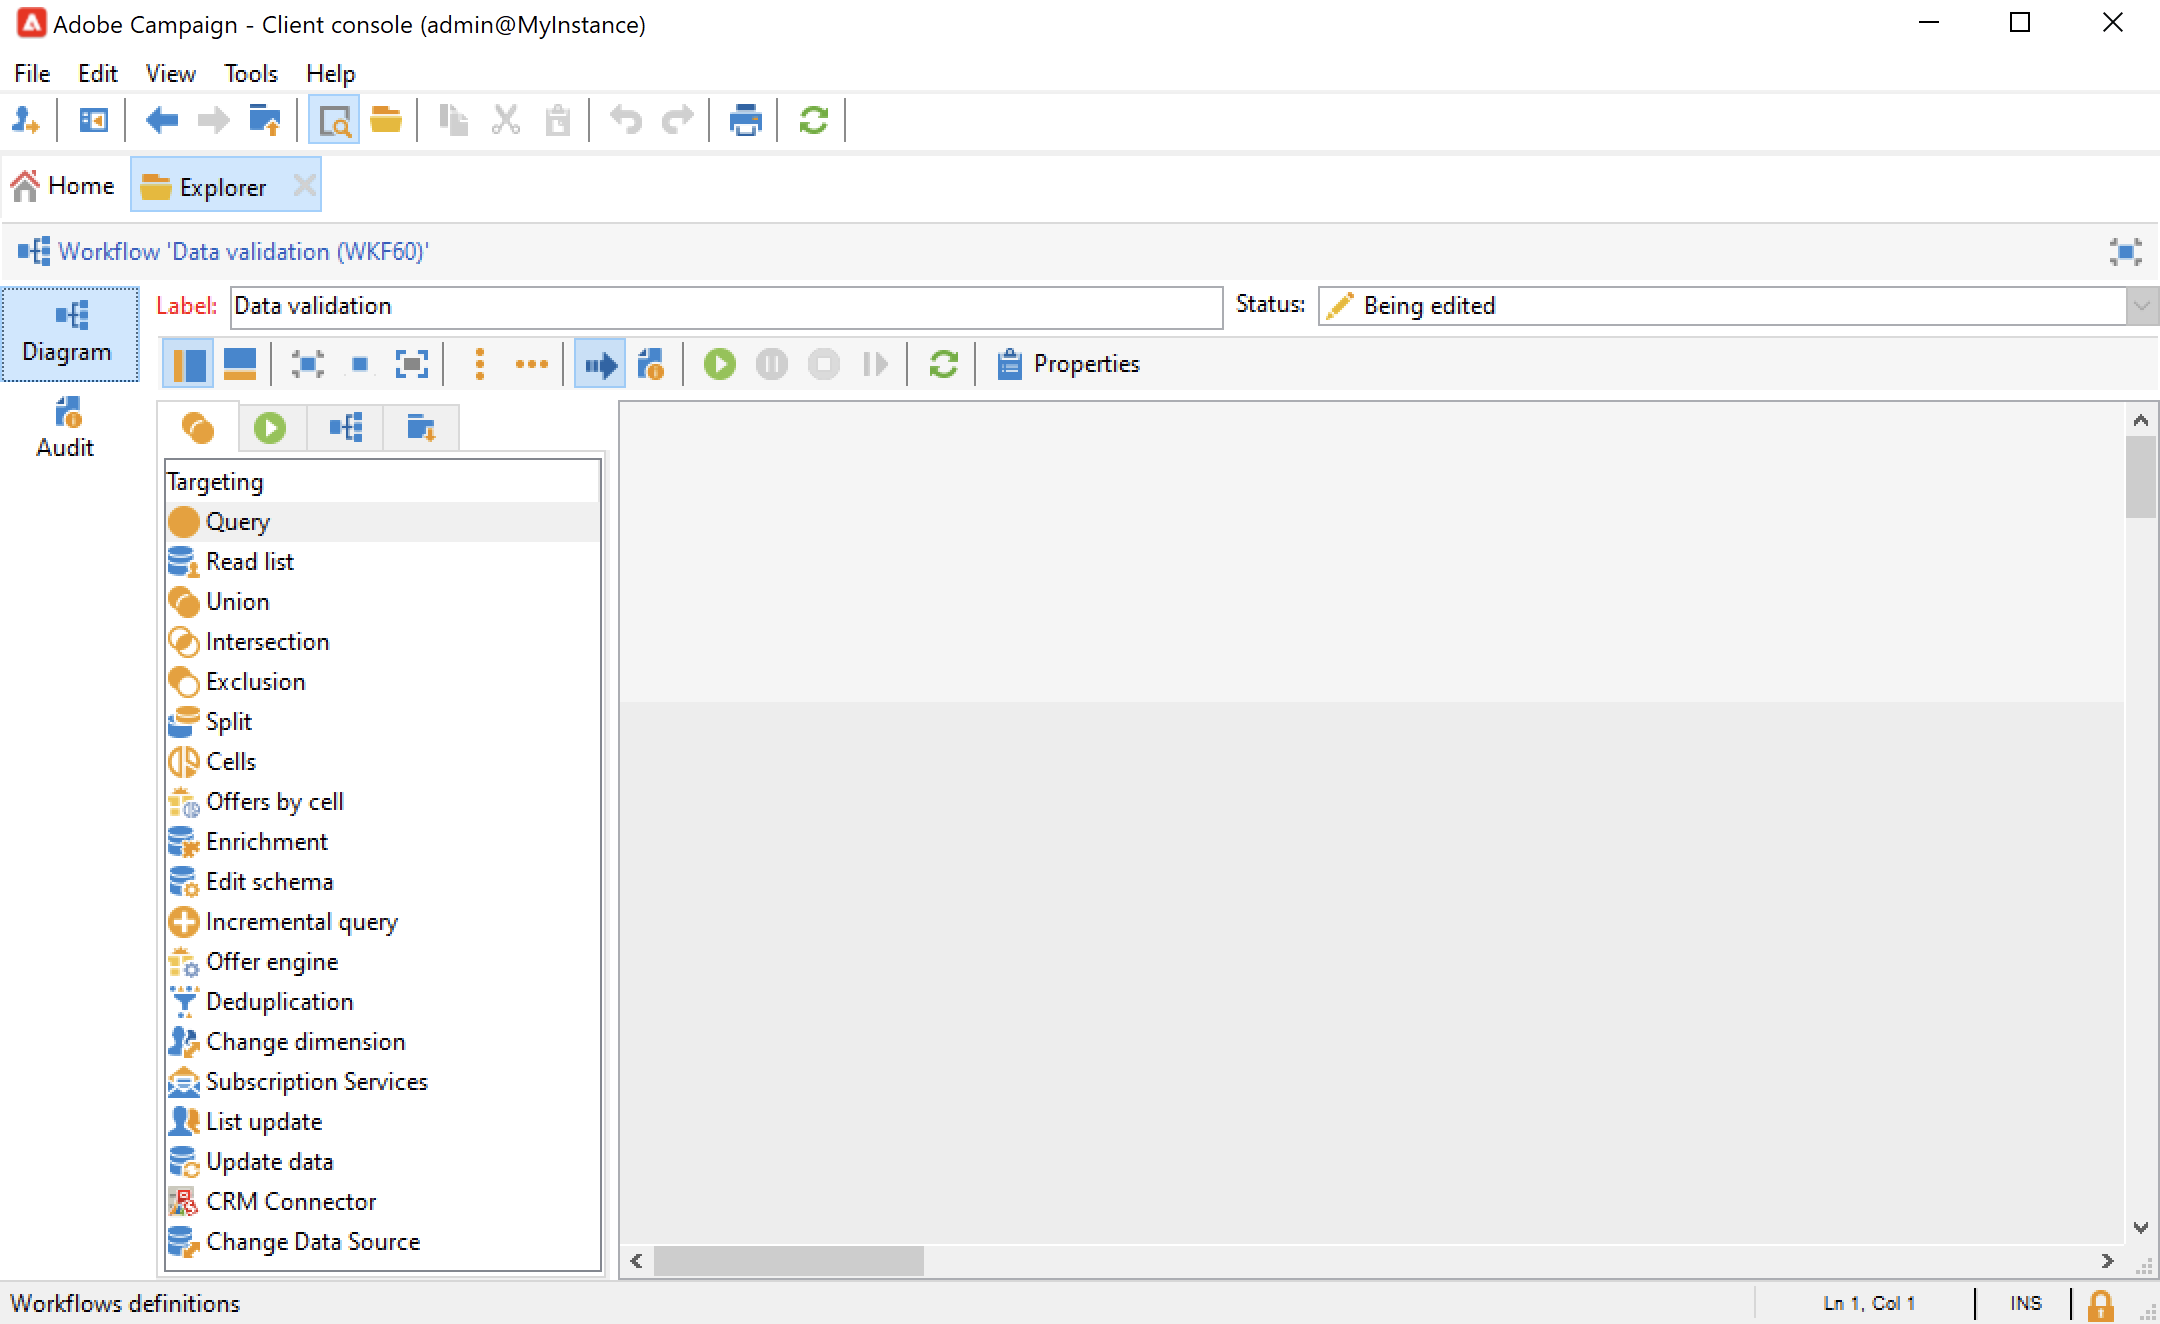 Adobe Campaign - Client console (admin@MyInstance)
File Edit View Tools Help
Home Explorer
Workflow 'Data validation (WKF60)'
Diagram
Label: Data validation Status: Being edited
Properties
Audit
Targeting
Query
Read list
Union
Intersection
Exclusion
Split
Cells
Offers by cell
Enrichment
Edit schema
Incremental query
Offer engine
Deduplication
Change dimension
Subscription Services
List update
Update data
CRM Connector
Change Data Source
Workflows definitions Ln 1, Col 1 INS